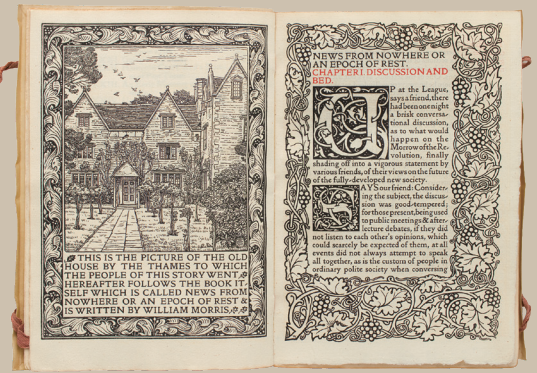 THIS IS THE PICTURE OF THE OLD
HOUSE BY THE THAMES TO WHICH
THE PEOPLE OF THIS STORY WENT
HEREAFTER FOLLOWS THE BOOK IT-
SELF WHICH IS CALLED NEWS FROM
NOWHERE OR AN EPOCH OF REST &
IS WRITTEN BY WILLIAM MORRIS
NEWS FROM NOWHERE OR
AN EPOCH OF REST.
CHAPTER I. DISCUSSION AND
BED.
UP at the League,
says a friend, there
had been one night
a brisk conversa-
tional discussion,
as to what would
happen on the
Morrow of the Re-
volution, finally
shading off into a vigorous statement by
various friends, of their views on the future
of the fully-developed new society.
SAYS our friend: Consider-
ing the subject, the discus-
sion was good-tempered;
for those present, being used
to public meetings & after-
lecture debates, if they did
not listen to each other's opinions, which
could scarcely be expected of them, at all
events did not always attempt to speak
all together, as is the custom of people in
ordinary polite society when conversing